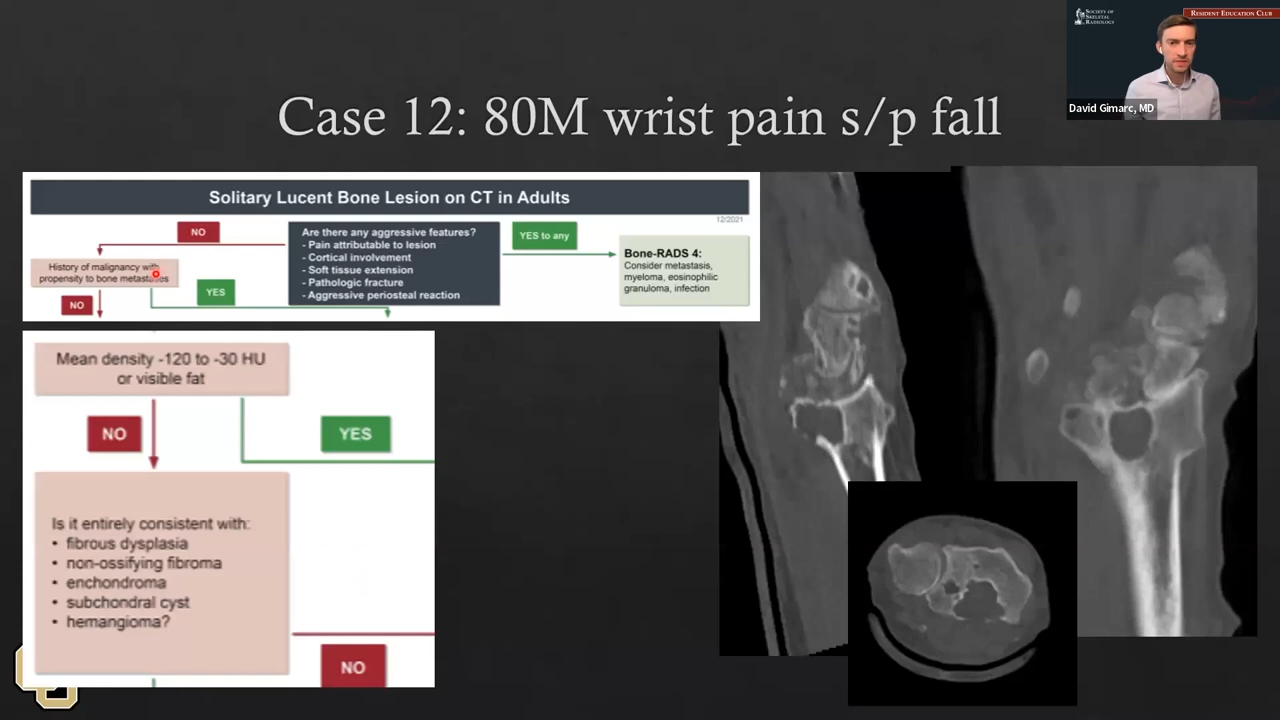 SOCIETY OF
SKELETAL
RADIOLOGY
RESIDENT EDUCATION CLUB
David Gimarc, MD
Case 12: 80M wrist pain s/p fall
Solitary Lucent Bone Lesion on CT in Adults
12/2021
NO
Are there any aggressive features?
- Pain attributable to lesion
- Cortical involvement
- Soft tissue extension
- Pathologic fracture
- Aggressive periosteal reaction
YES to any
Bone-RADS 4:
Consider metastasis,
myeloma, eosinophilic
granuloma, infection
History of malignancy with
propensity to bone metastases
NO
YES
Mean density -120 to -30 HU
or visible fat
NO
YES
Is it entirely consistent with:
• fibrous dysplasia
• non-ossifying fibroma
• enchondroma
• subchondral cyst
• hemangioma?
NO